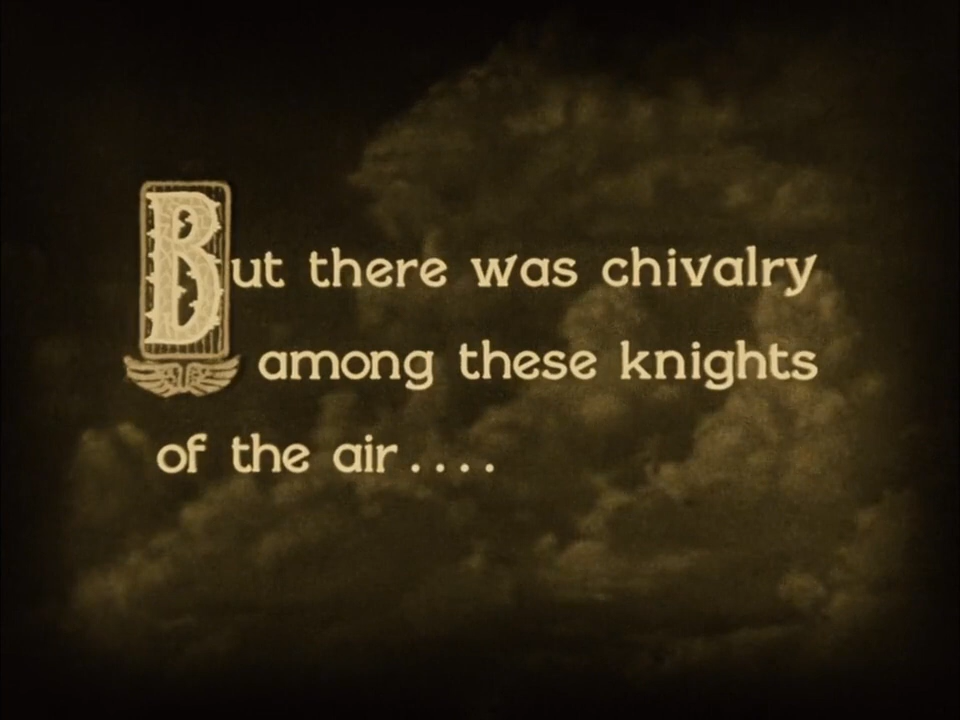 But there was chivalry
among these knights
of the air....